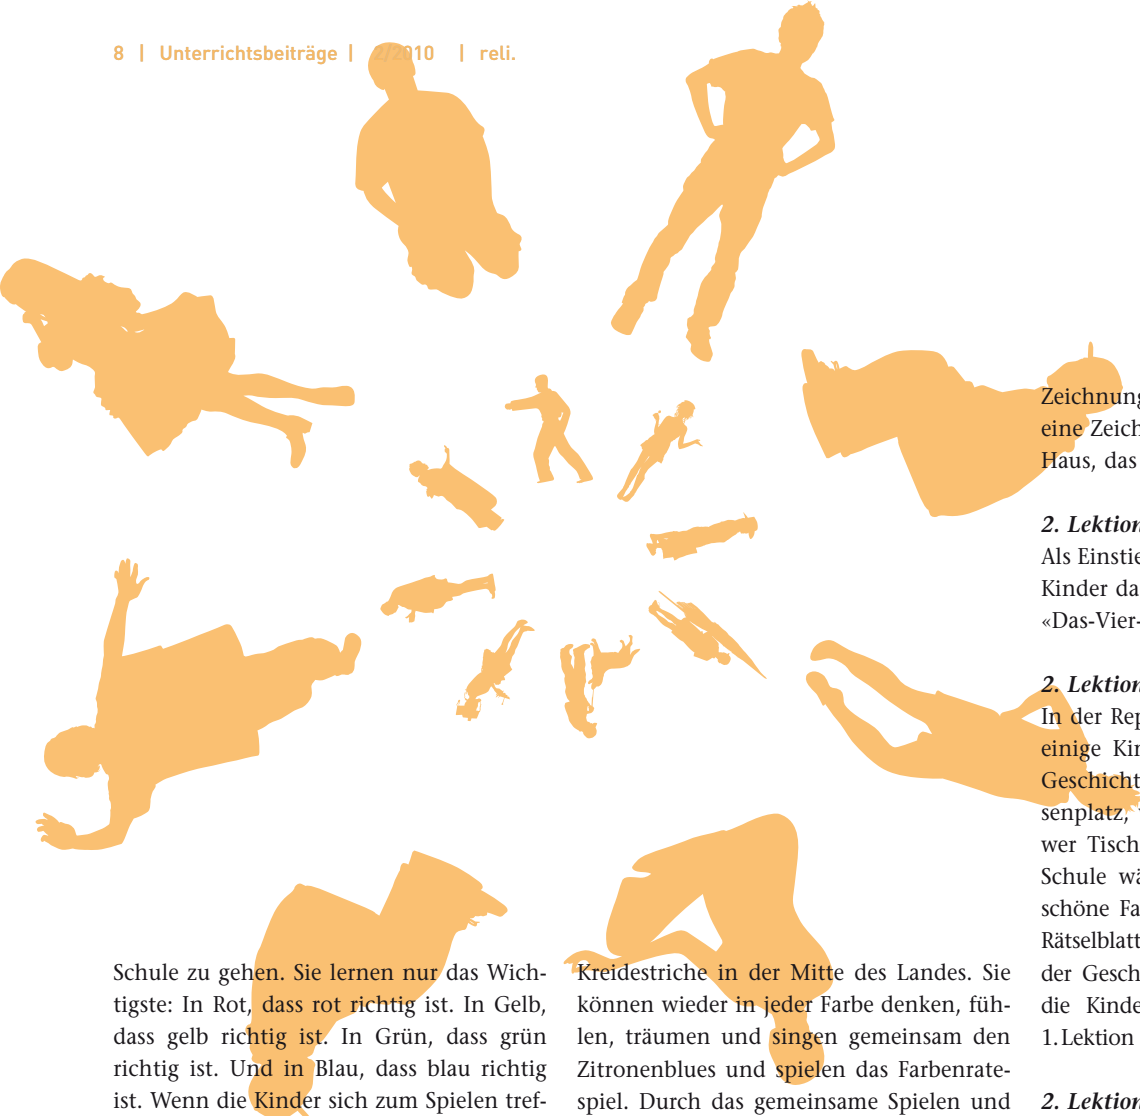 8 | Unterrichtsbeiträge | 2/2010 | reli.
Schule zu gehen. Sie lernen nur das Wich-
tigste: In Rot, dass rot richtig ist. In Gelb,
dass gelb richtig ist. In Grün, dass grün
richtig ist. Und in Blau, dass blau richtig
ist. Wenn die Kinder sich zum Spielen tref-
Kreidestriche in der Mitte des Landes. Sie
können wieder in jeder Farbe denken, füh-
len, träumen und singen gemeinsam den
Zitronenblues und spielen das Farbenrate-
spiel. Durch das gemeinsame Spielen und
Zeichnung
eine Zeich
Haus, das
2. Lektion
Als Einstie
Kinder da
«Das-Vier-
2. Lektion
In der Rep
einige Kin
Geschicht
senplatz,
wer Tisch
Schule wä
schöne Fa
Rätselblatt
der Gesch
die Kinde
1. Lektion
2. Lektion